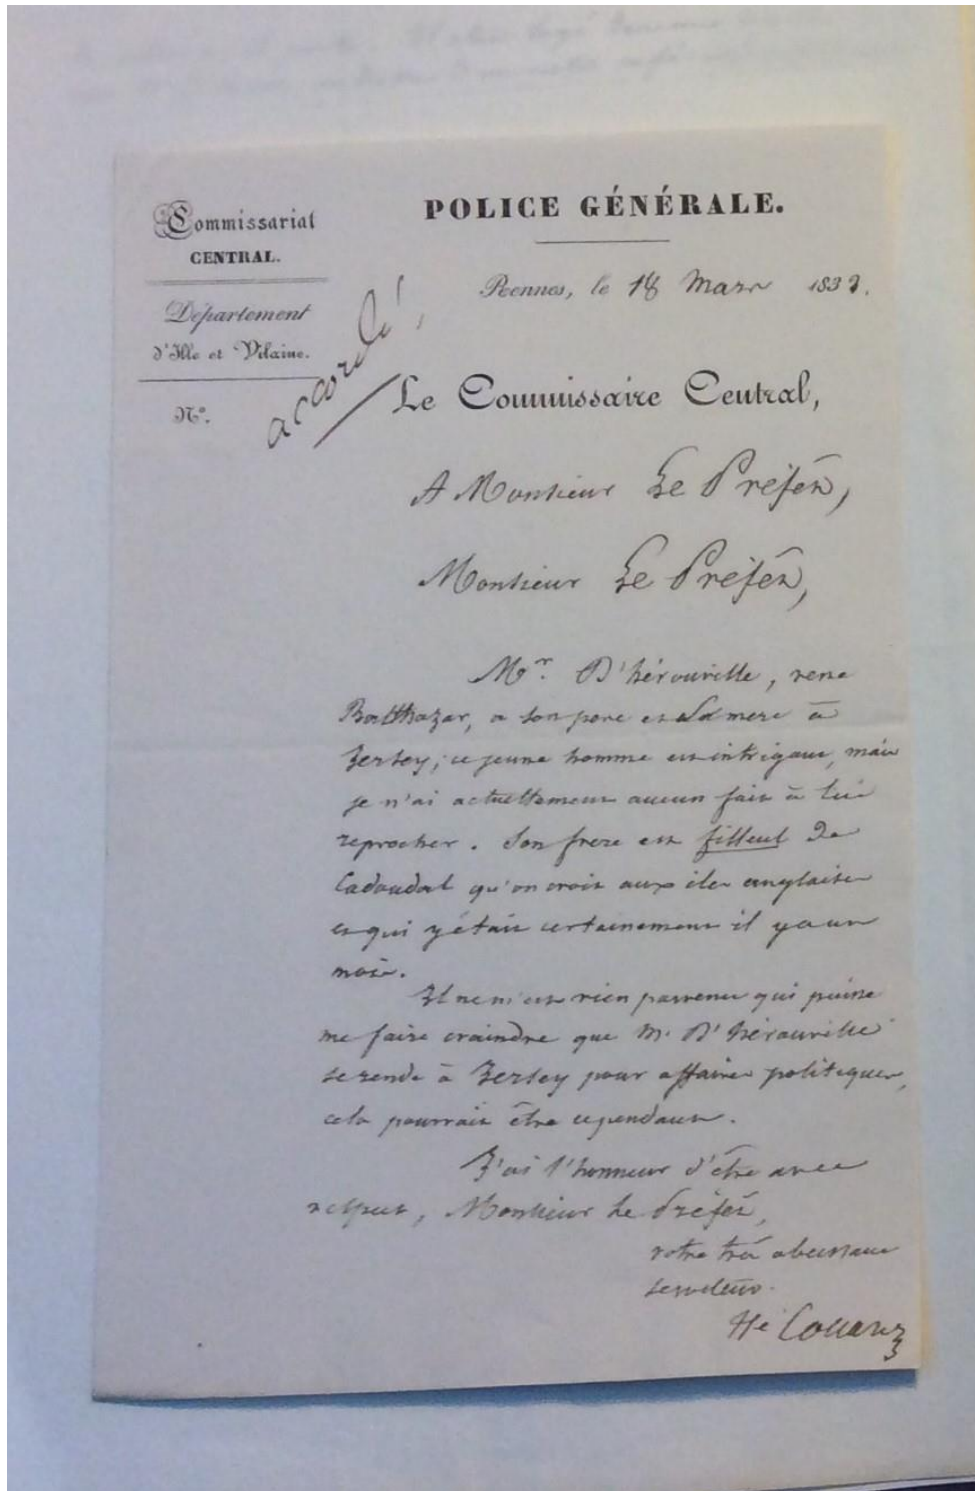 Commissariat
CENTRAL.
Département
d'Ille et Vilaine.
N°.
accordé !
POLICE GÉNÉRALE.
Rennes, le 18 Mars 183
Le Commissaire Central,
A Monsieur Le Préfet,
Monsieur Le Préfet,
Mr. D'hérouville, rené
Balthazar, a son pere et sa mere à
Jersey; ce jeune homme est intrigant, mais
je n'ai actuellement aucun fait à lui
reprocher. Son frere est filleul de
Cadoudal qu'on croit aux iles anglaises
et qui y était certainement il y a un
mois.
Il ne m'est rien parvenu qui puisse
me faire craindre que M. D'hérouville
se rende à Jersey pour affaires politiques,
cela pourrait être cependant.
J'ai l'honneur d'être avec
respect, Monsieur Le Préfet,
votre très obeissant
serviteur.